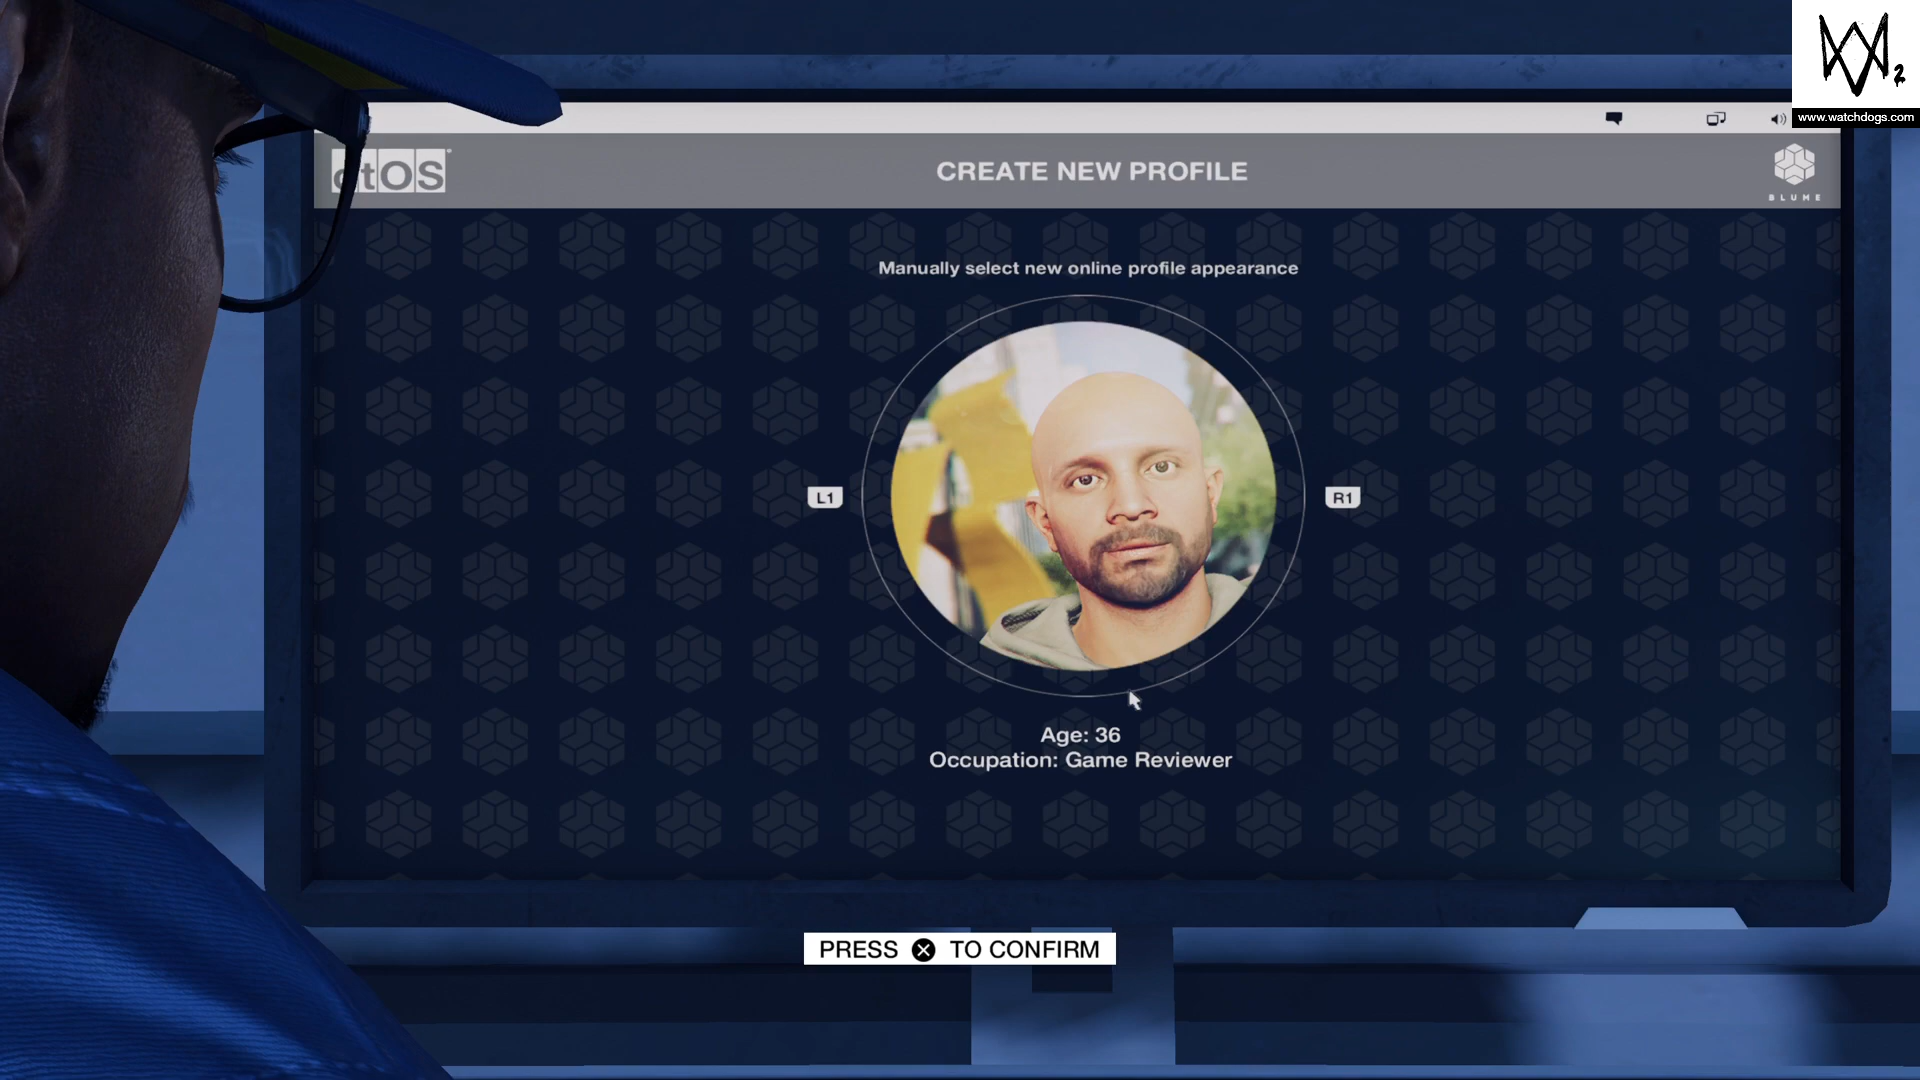 2
www.watchdogs.com
ctOS
CREATE NEW PROFILE
BLUME
Manually select new online profile appearance
L1
R1
Age: 36
Occupation: Game Reviewer
PRESS X TO CONFIRM